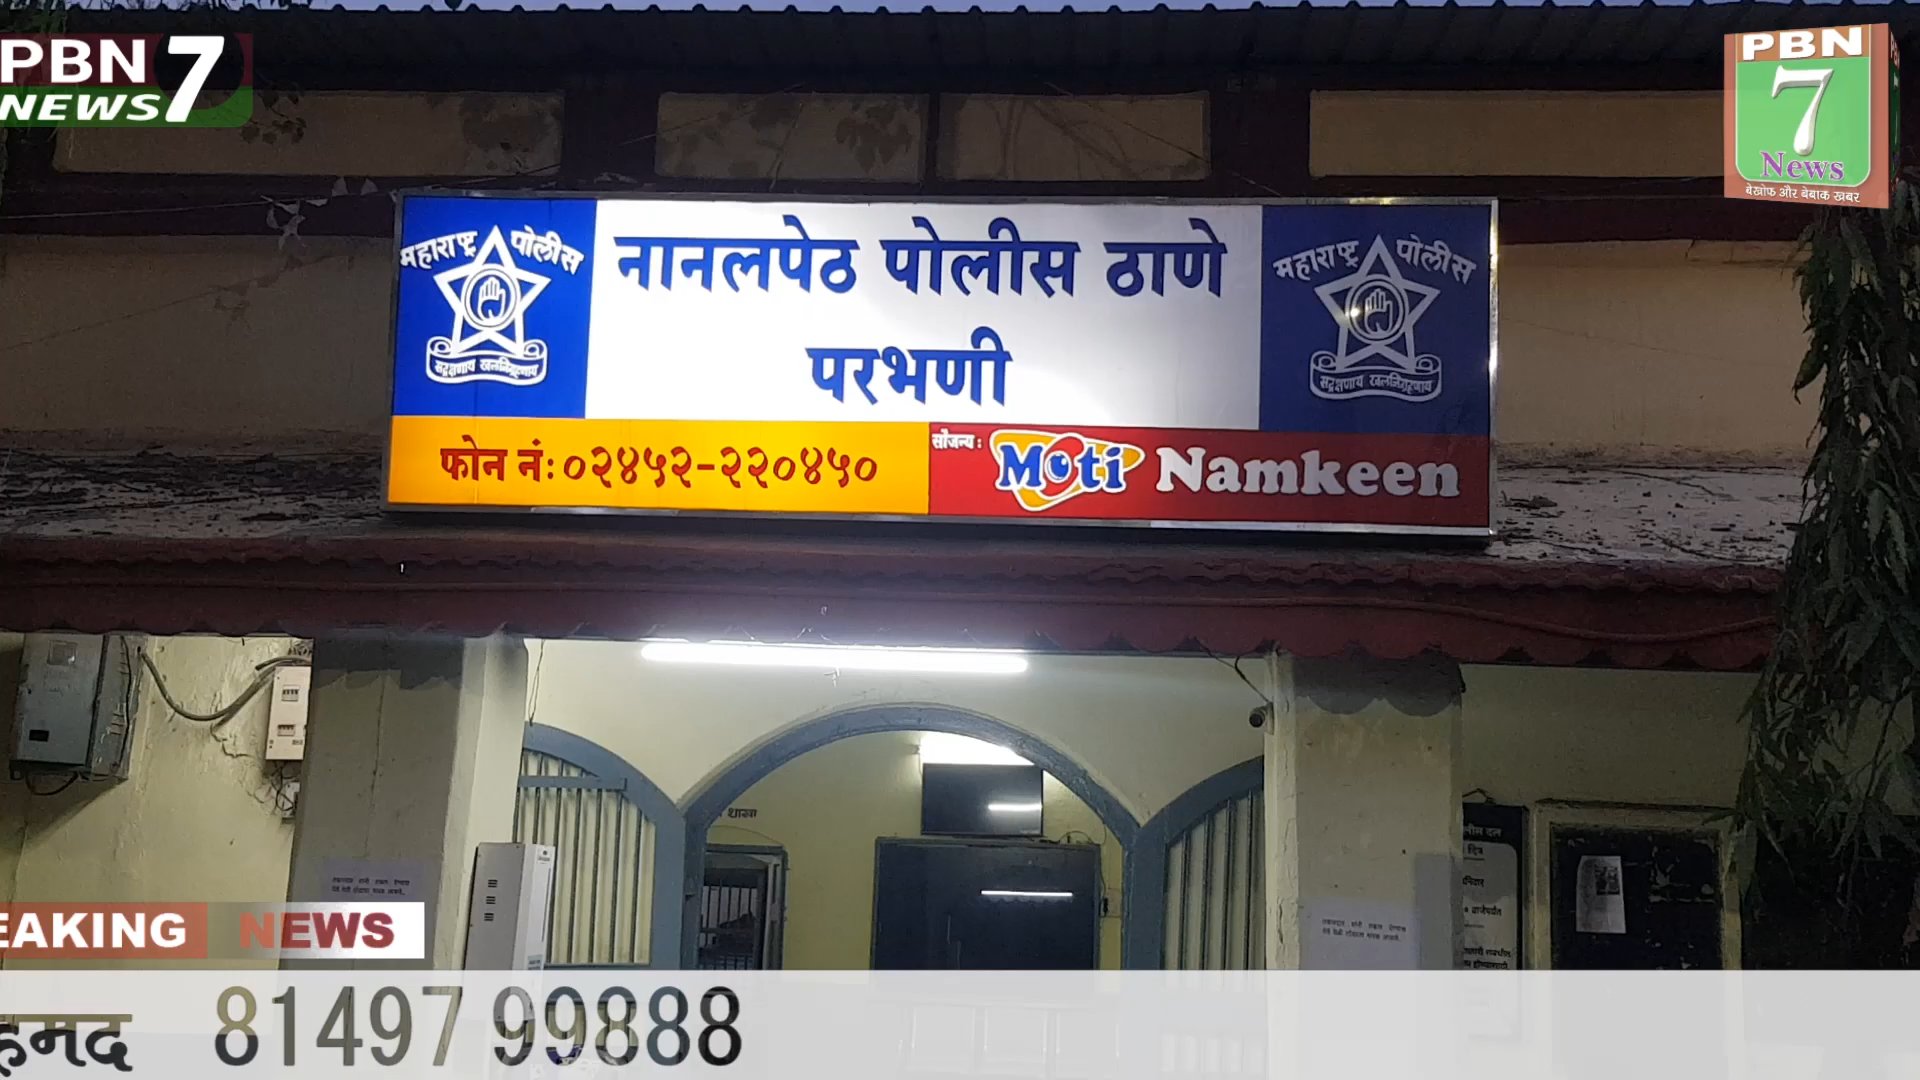 PBN 7
NEWS
PBN
7
News
बेखोफ और बेबाक खबर
महाराष्ट्र पोलीस
सद्रक्षणाय खलनिग्रहणाय
नानलपेठ पोलीस ठाणे
परभणी
महाराष्ट्र पोलीस
सद्रक्षणाय खलनिग्रहणाय
फोन नं: ०२४५२-२२०४५०
सोजन्य:
Moti Namkeen
EAKING NEWS
हमद 81497 99888